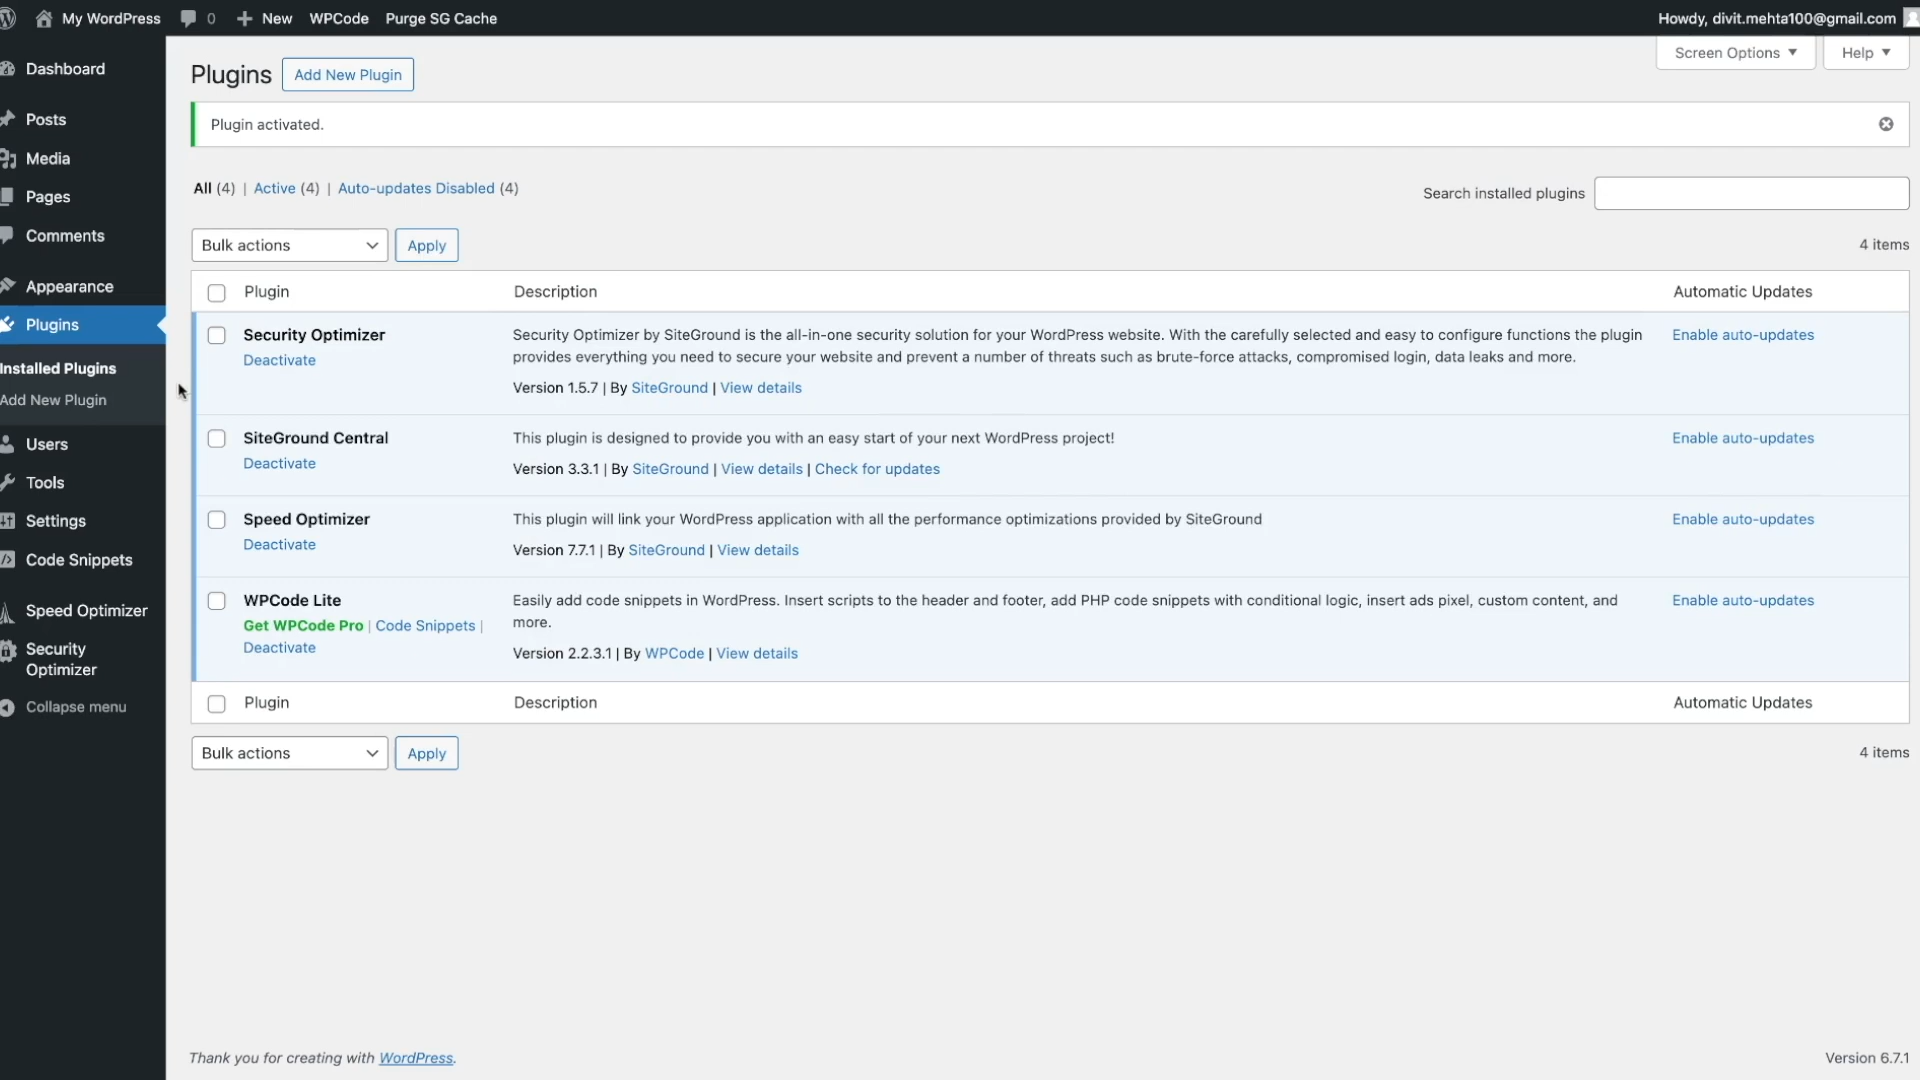 My WordPress 0 New WPCode Purge SG Cache Howdy, divit.mehta100@gmail.com
Dashboard
Posts
Media
Pages
Comments
Appearance
Plugins
Installed Plugins
Add New Plugin
Users
Tools
Settings
Code Snippets
Speed Optimizer
Security
Optimizer
Collapse menu
Screen Options Help
Plugins Add New Plugin
Plugin activated.
All (4) | Active (4) | Auto-updates Disabled (4)
Search installed plugins
Bulk actions Apply 4 items
Plugin Description Automatic Updates
Security Optimizer
Deactivate
Security Optimizer by SiteGround is the all-in-one security solution for your WordPress website. With the carefully selected and easy to configure functions the plugin
provides everything you need to secure your website and prevent a number of threats such as brute-force attacks, compromised login, data leaks and more.
Version 1.5.7 | By SiteGround | View details
Enable auto-updates
SiteGround Central
Deactivate
This plugin is designed to provide you with an easy start of your next WordPress project!
Version 3.3.1 | By SiteGround | View details | Check for updates
Enable auto-updates
Speed Optimizer
Deactivate
This plugin will link your WordPress application with all the performance optimizations provided by SiteGround
Version 7.7.1 | By SiteGround | View details
Enable auto-updates
WPCode Lite
Get WPCode Pro | Code Snippets |
Deactivate
Easily add code snippets in WordPress. Insert scripts to the header and footer, add PHP code snippets with conditional logic, insert ads pixel, custom content, and
more.
Version 2.2.3.1 | By WPCode | View details
Enable auto-updates
Plugin Description Automatic Updates
Bulk actions Apply 4 items
Thank you for creating with WordPress. Version 6.7.1